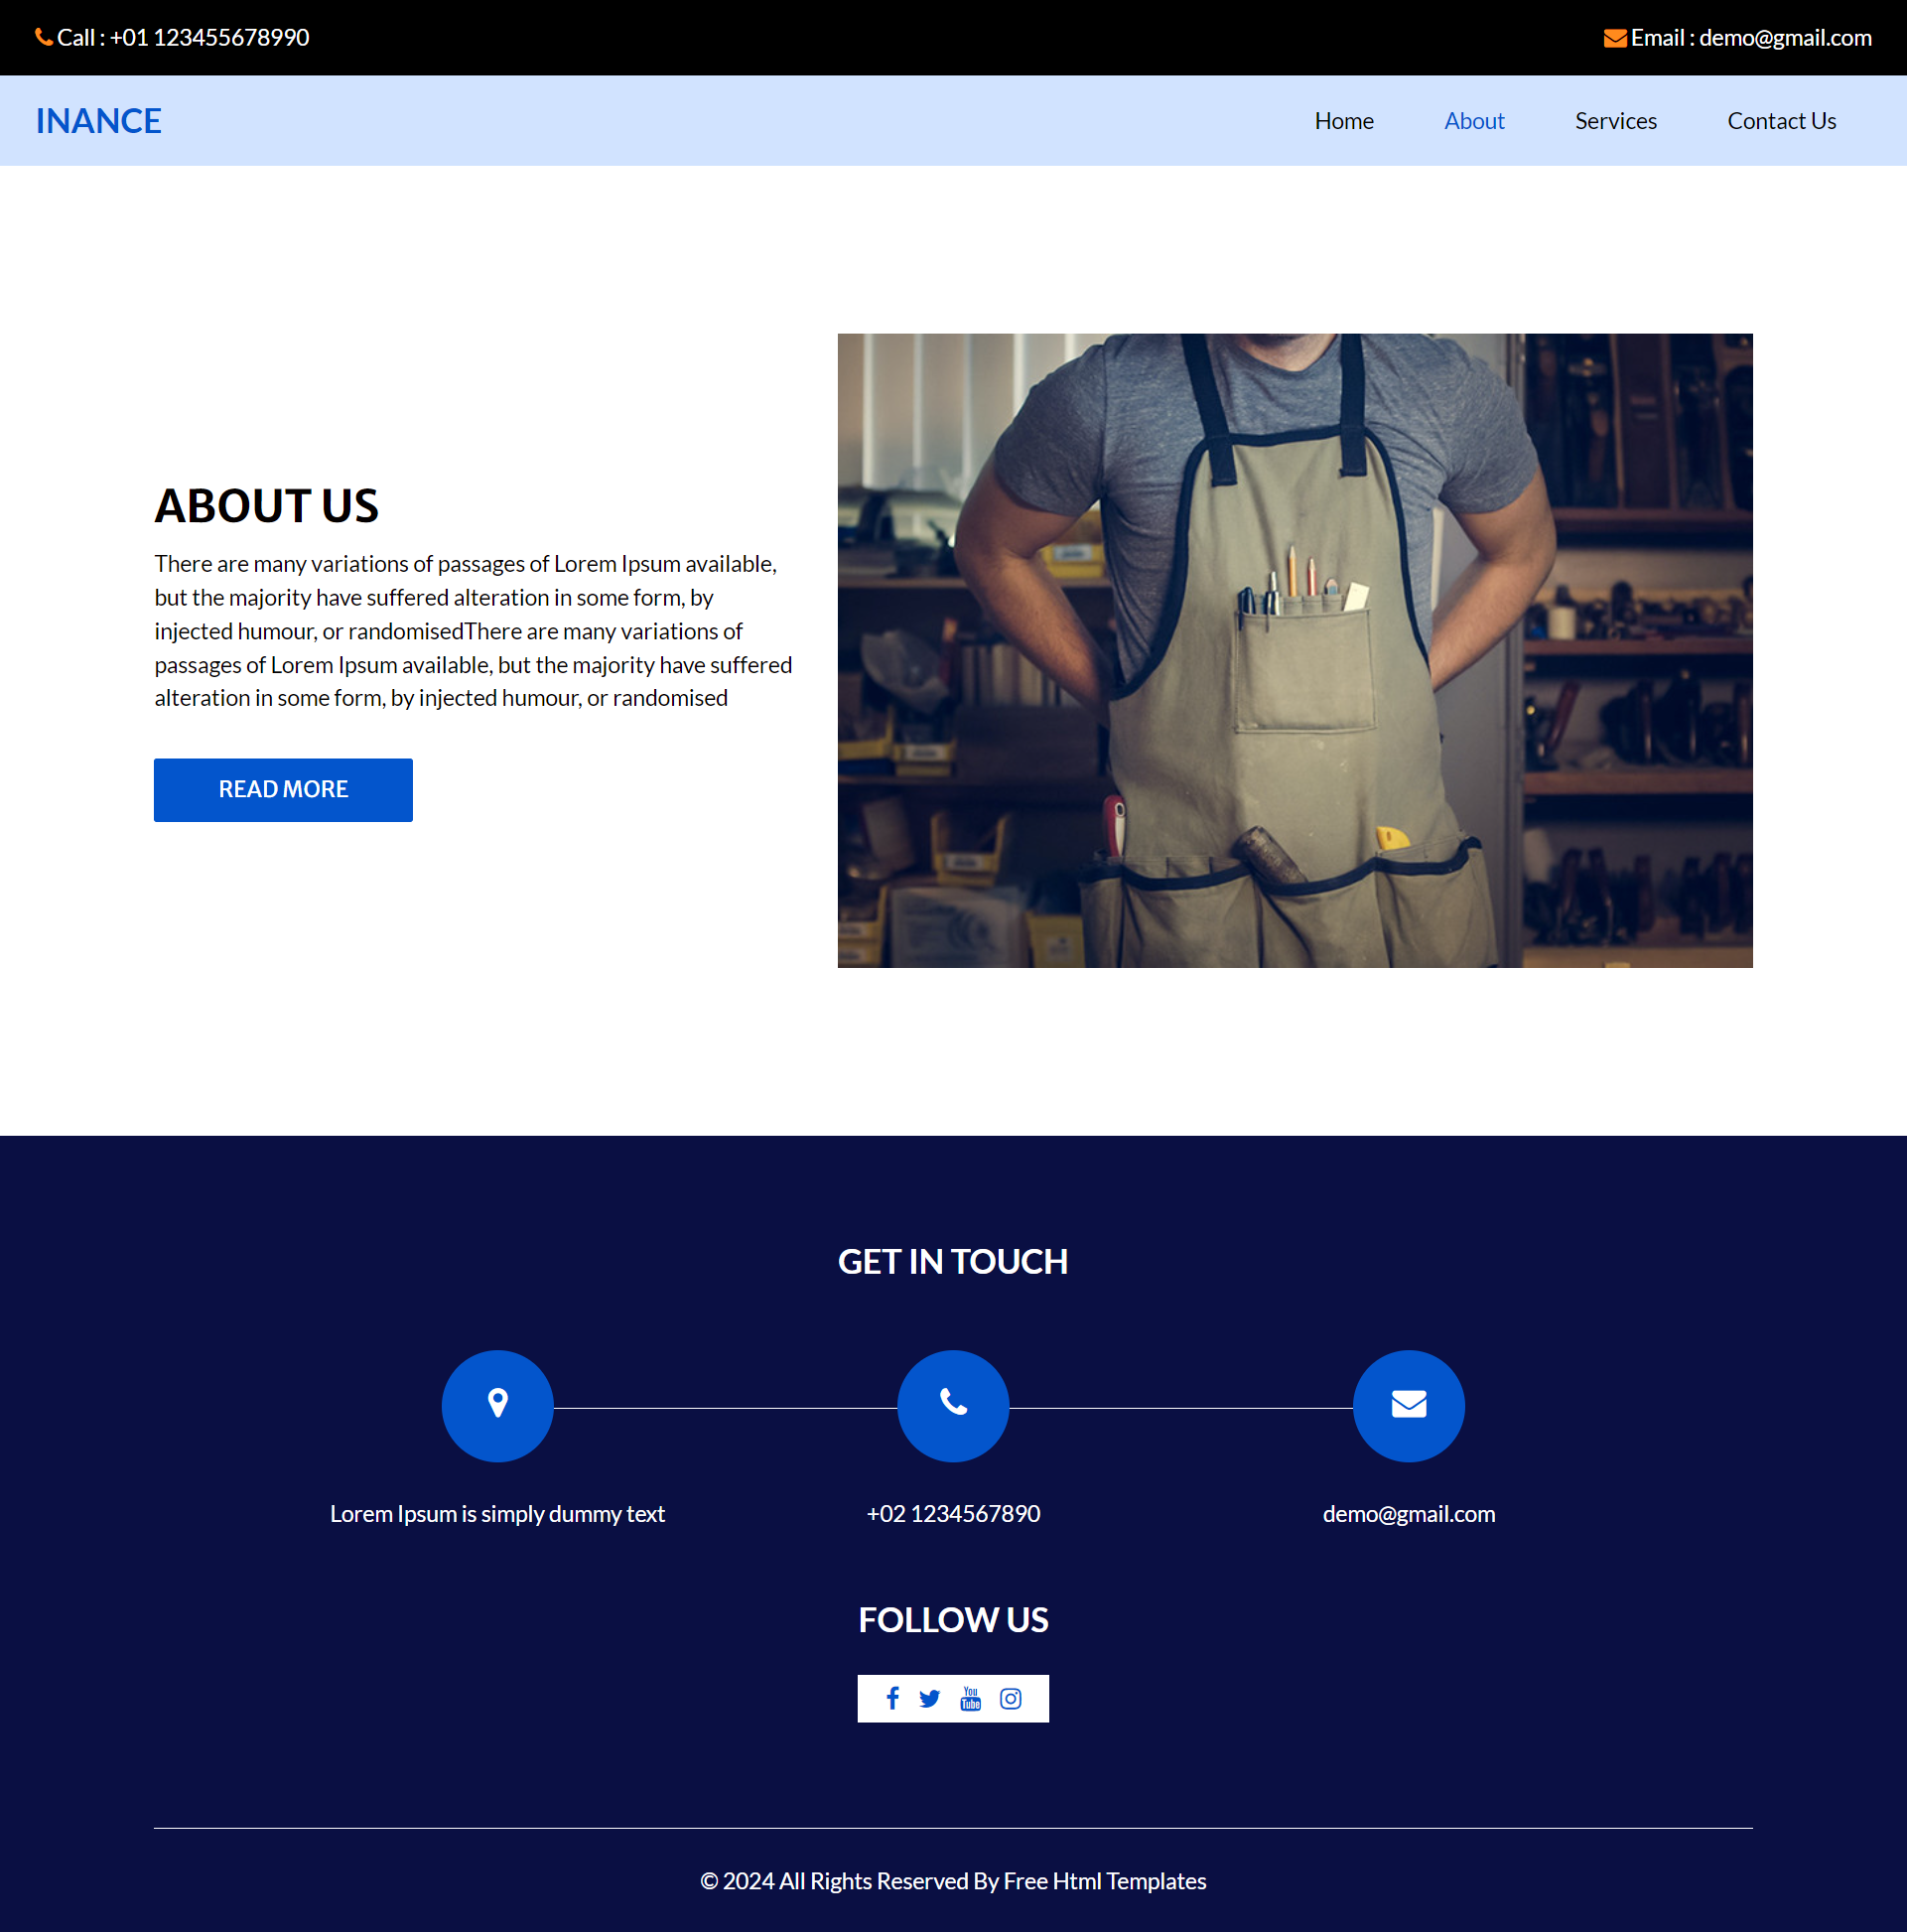 Call : +01 123455678990
Email : demo@gmail.com
INANCE
Home
About
Services
Contact Us
ABOUT US
There are many variations of passages of Lorem Ipsum available,
but the majority have suffered alteration in some form, by
injected humour, or randomisedThere are many variations of
passages of Lorem Ipsum available, but the majority have suffered
alteration in some form, by injected humour, or randomised
READ MORE
GET IN TOUCH
Lorem Ipsum is simply dummy text
+02 1234567890
demo@gmail.com
FOLLOW US
You
Tube
© 2024 All Rights Reserved By Free Html Templates